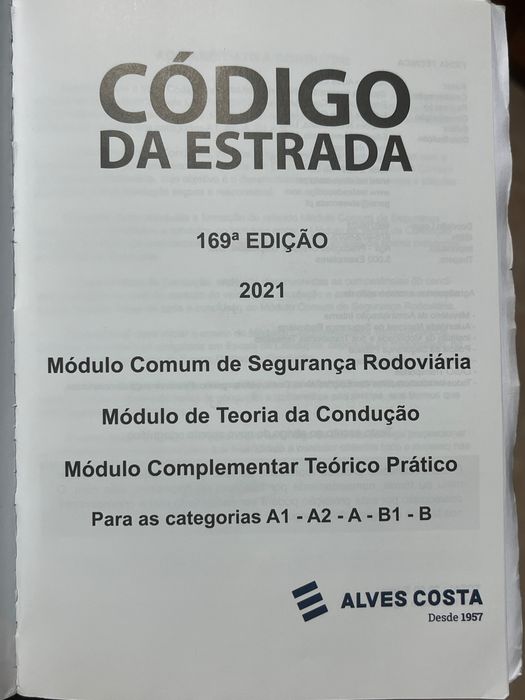 CÓDIGO
DA ESTRADA
169ª EDIÇÃO
2021
Módulo Comum de Segurança Rodoviária
Módulo de Teoria da Condução
Módulo Complementar Teórico Prático
Para as categorias A1 - A2 - A - B1 - B
ALVES COSTA
Desde 1957